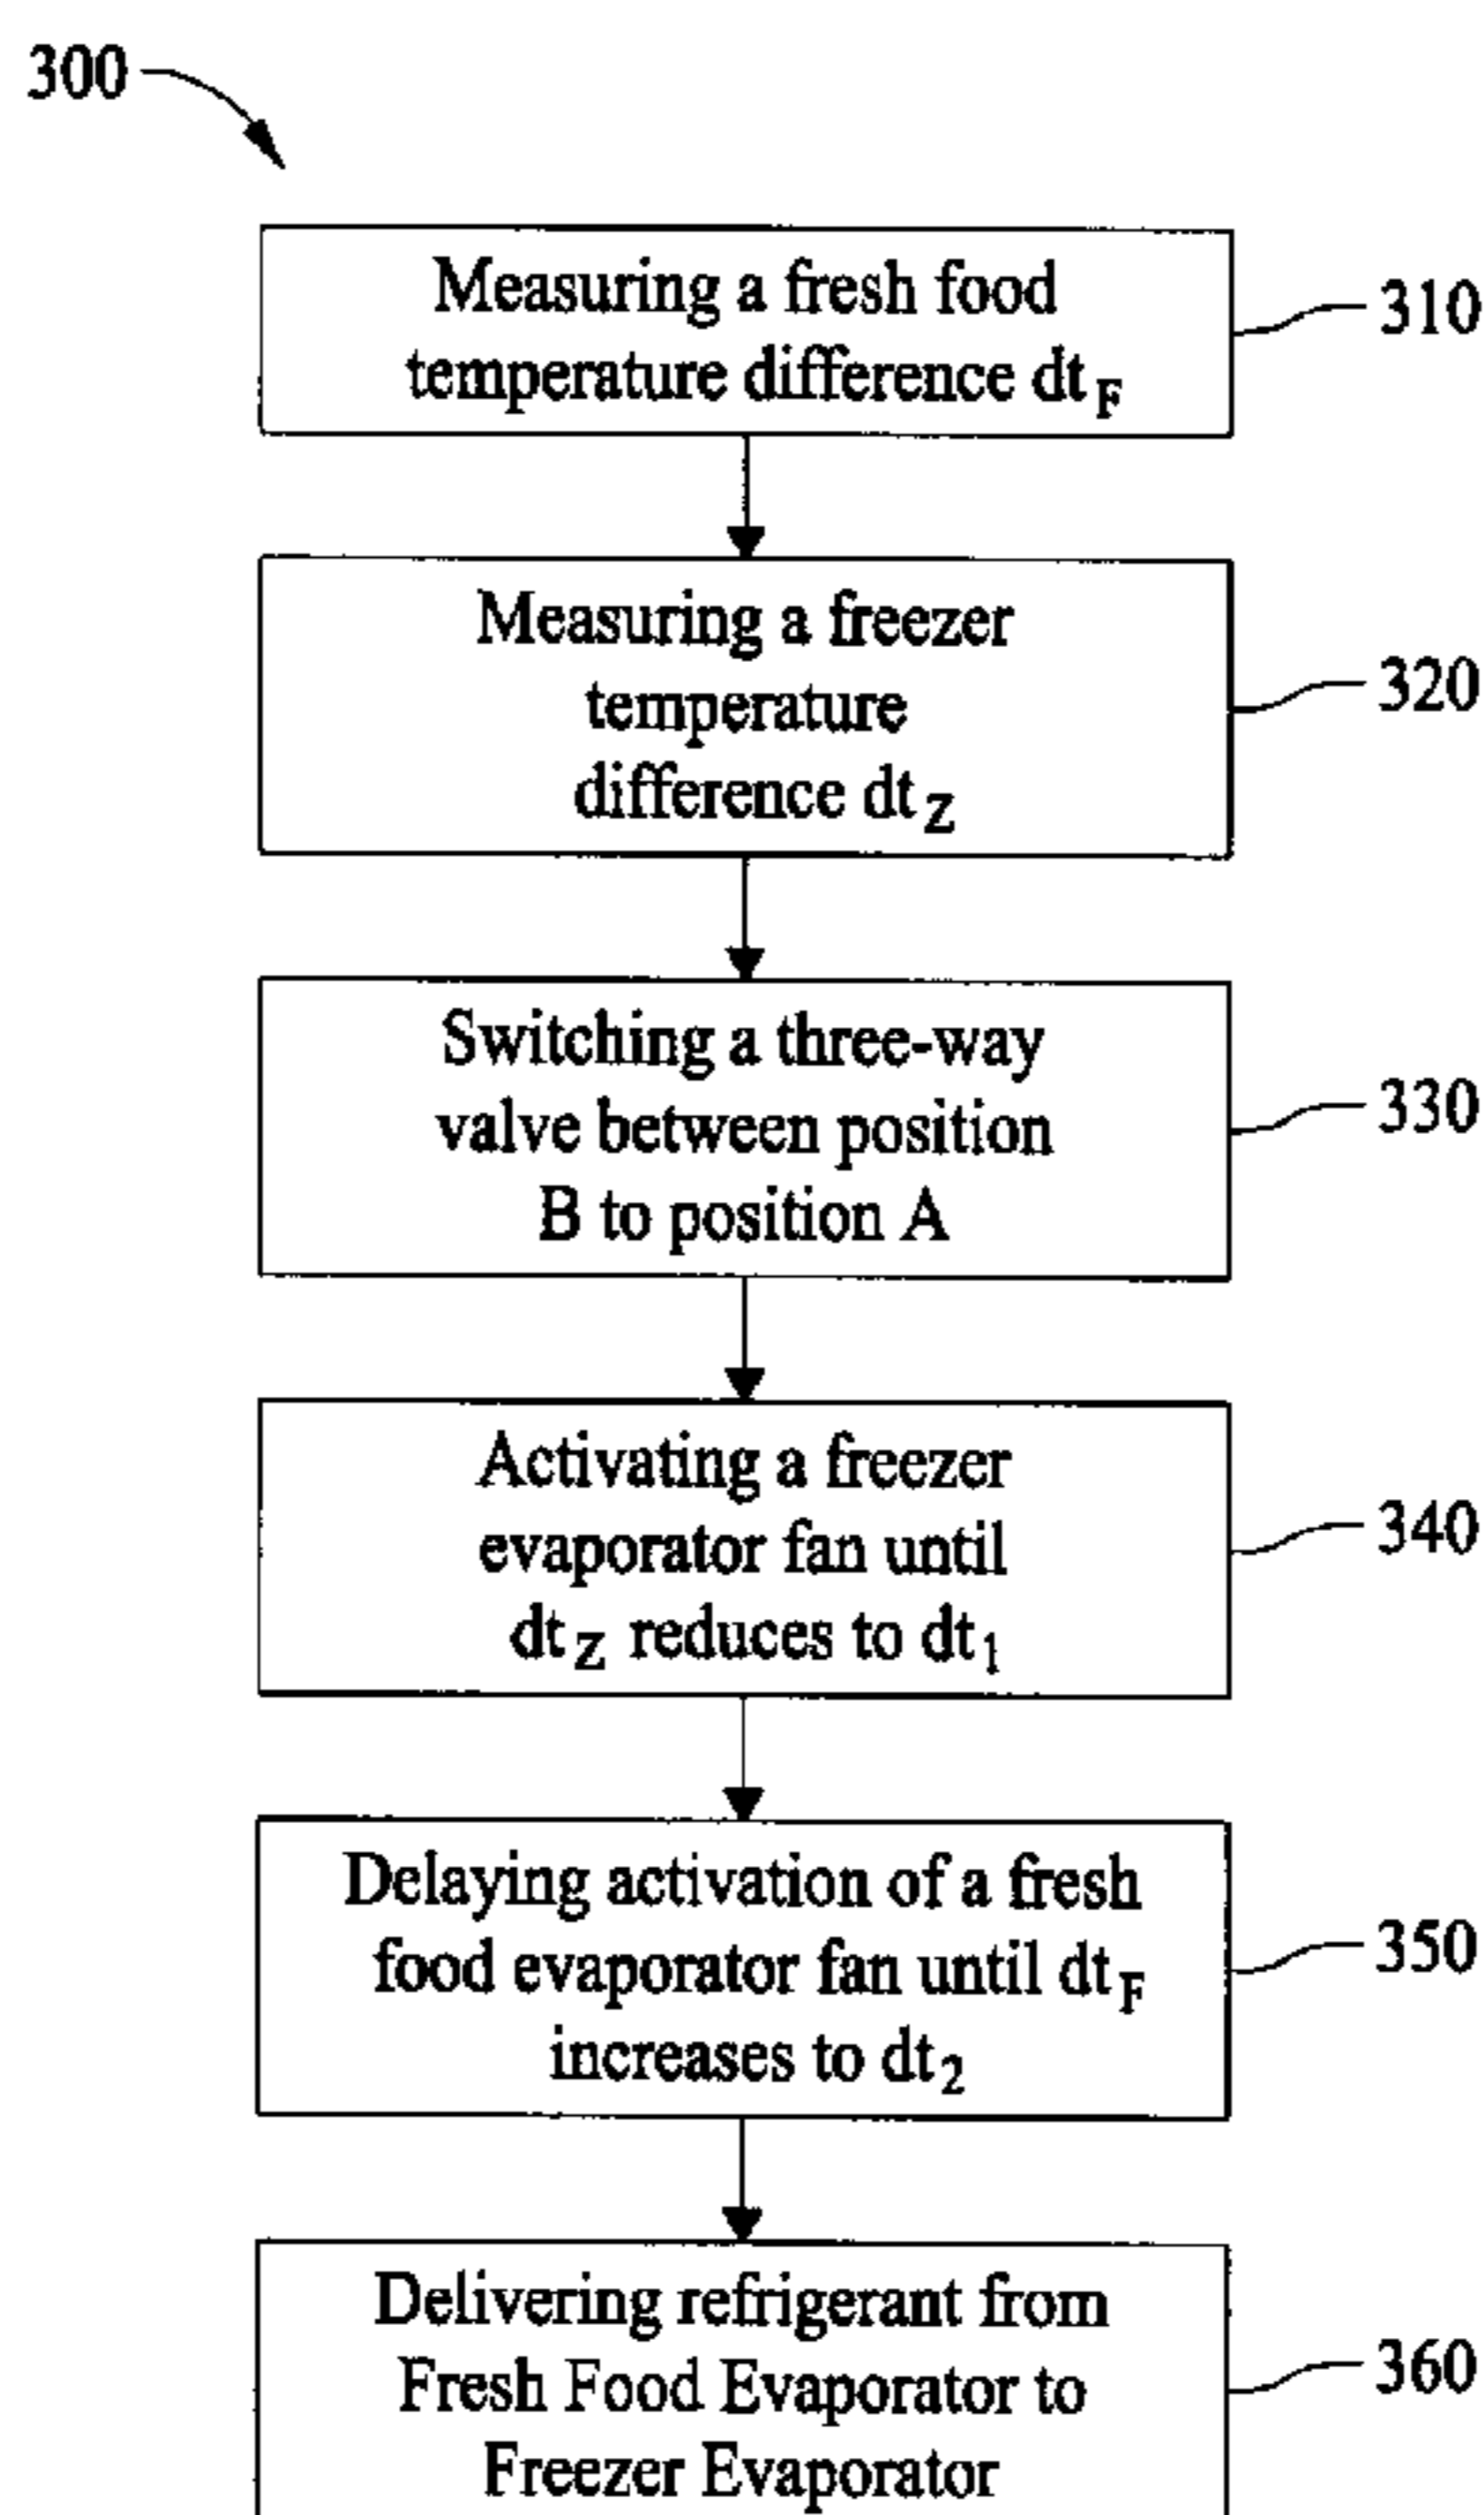 300
Measuring a fresh food
temperature difference dt F
310
Measuring a freezer
temperature
difference dt Z
320
Switching a three-way
valve between position
B to position A
330
Activating a freezer
evaporator fan until
dt Z reduces to dt 1
340
Delaying activation of a fresh
food evaporator fan until dt F
increases to dt 2
350
Delivering refrigerant from
Fresh Food Evaporator to
Freezer Evaporator
360